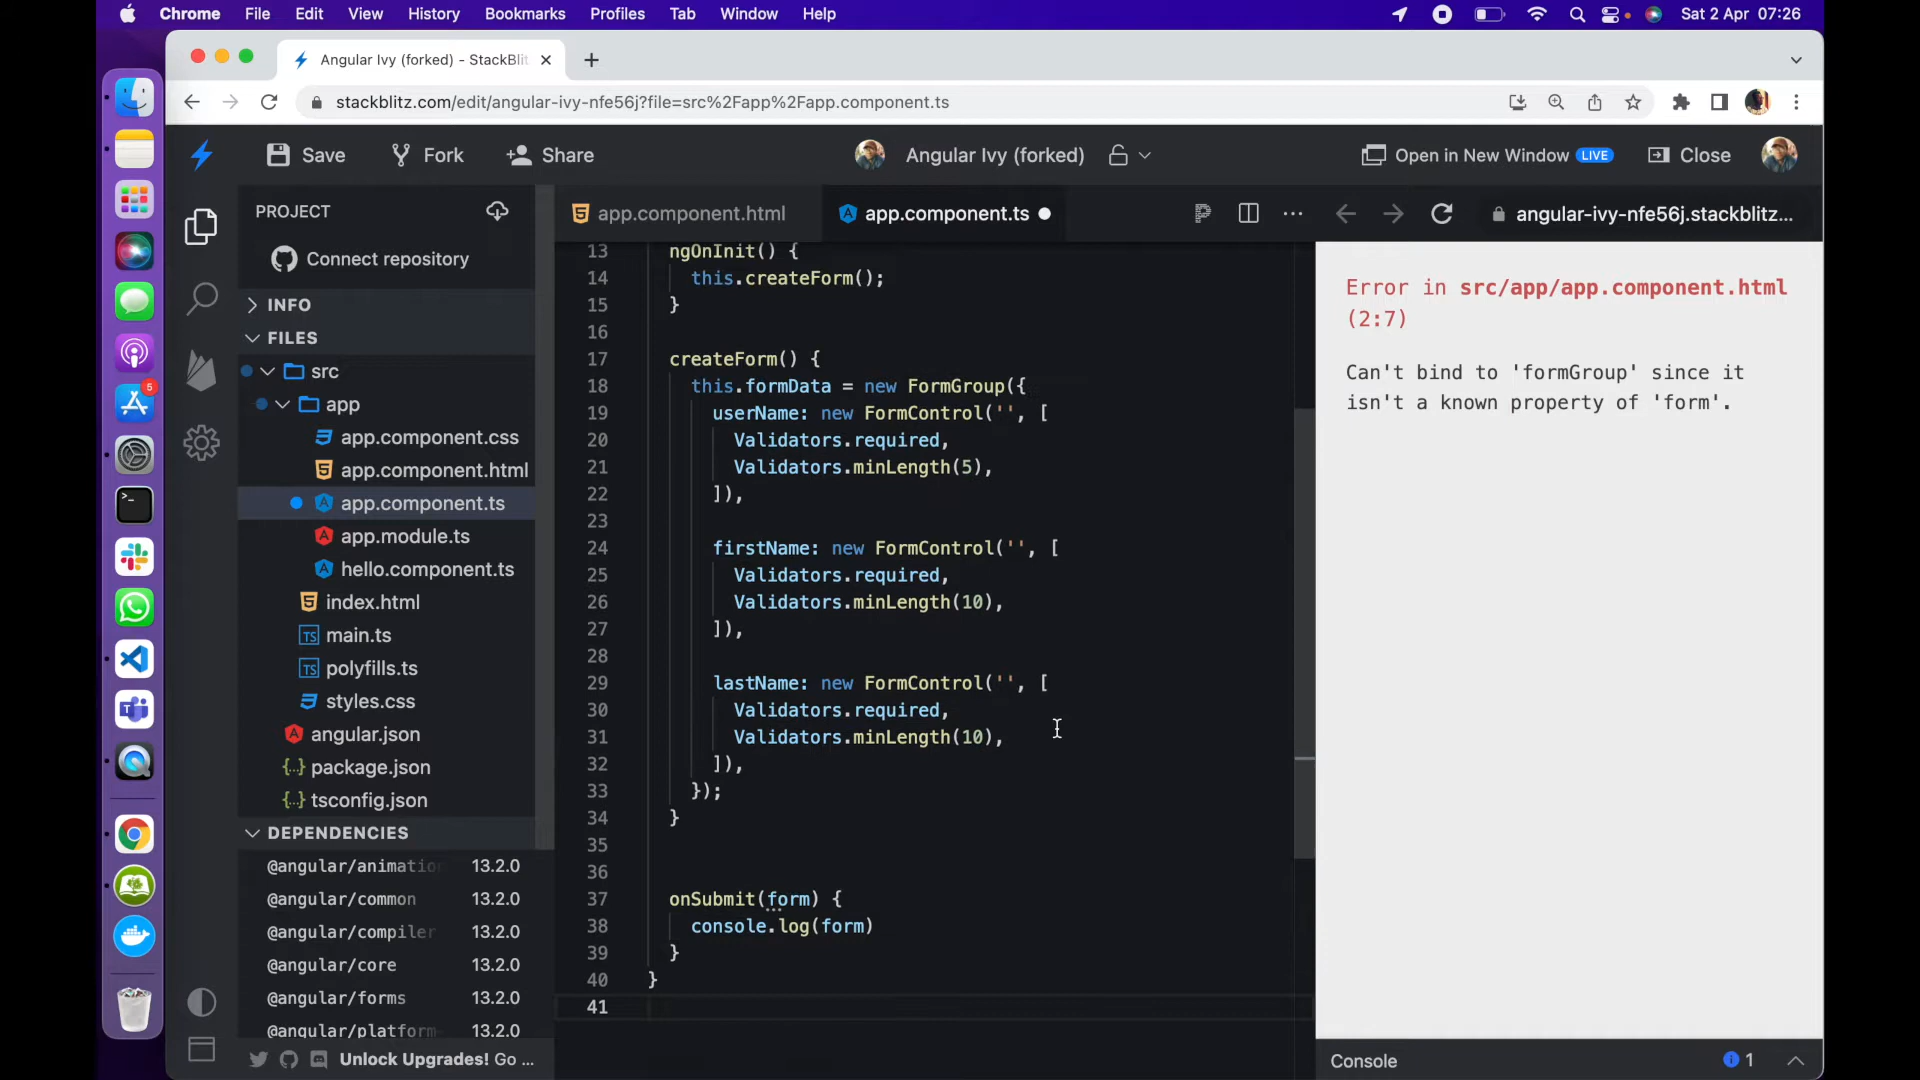 Chrome File Edit View History Bookmarks Profiles Tab Window Help Sat 2 Apr 07:26
Angular Ivy (forked) - StackBlit
stackblitz.com/edit/angular-ivy-nfe56j?file=src%2Fapp%2Fapp.component.ts
Save Fork Share Angular Ivy (forked) Open in New Window LIVE Close
PROJECT
Connect repository
INFO
FILES
src
app
app.component.css
app.component.html
app.component.ts
app.module.ts
hello.component.ts
index.html
TS main.ts
TS polyfills.ts
styles.css
angular.json
{..} package.json
{..} tsconfig.json
DEPENDENCIES
@angular/animatio 13.2.0
@angular/common 13.2.0
@angular/compiler 13.2.0
@angular/core 13.2.0
@angular/forms 13.2.0
@angular/platform 13.2.0
Unlock Upgrades! Go ...
5
app.component.html app.component.ts
13 ngOnInit() {
14 this.createForm();
15 }
16
17 createForm() {
18 this.formData = new FormGroup({
19 userName: new FormControl('', [
20 Validators.required,
21 Validators.minLength(5),
22 ]),
23
24 firstName: new FormControl('', [
25 Validators.required,
26 Validators.minLength(10),
27 ]),
28
29 lastName: new FormControl('', [
30 Validators.required,
31 Validators.minLength(10),
32 ]),
33 });
34 }
35
36
37 onSubmit(form) {
38 console.log(form)
39 }
40 }
41
angular-ivy-nfe56j.stackblitz...
Error in src/app/app.component.html
(2:7)
Can't bind to 'formGroup' since it
isn't a known property of 'form'.
Console 1